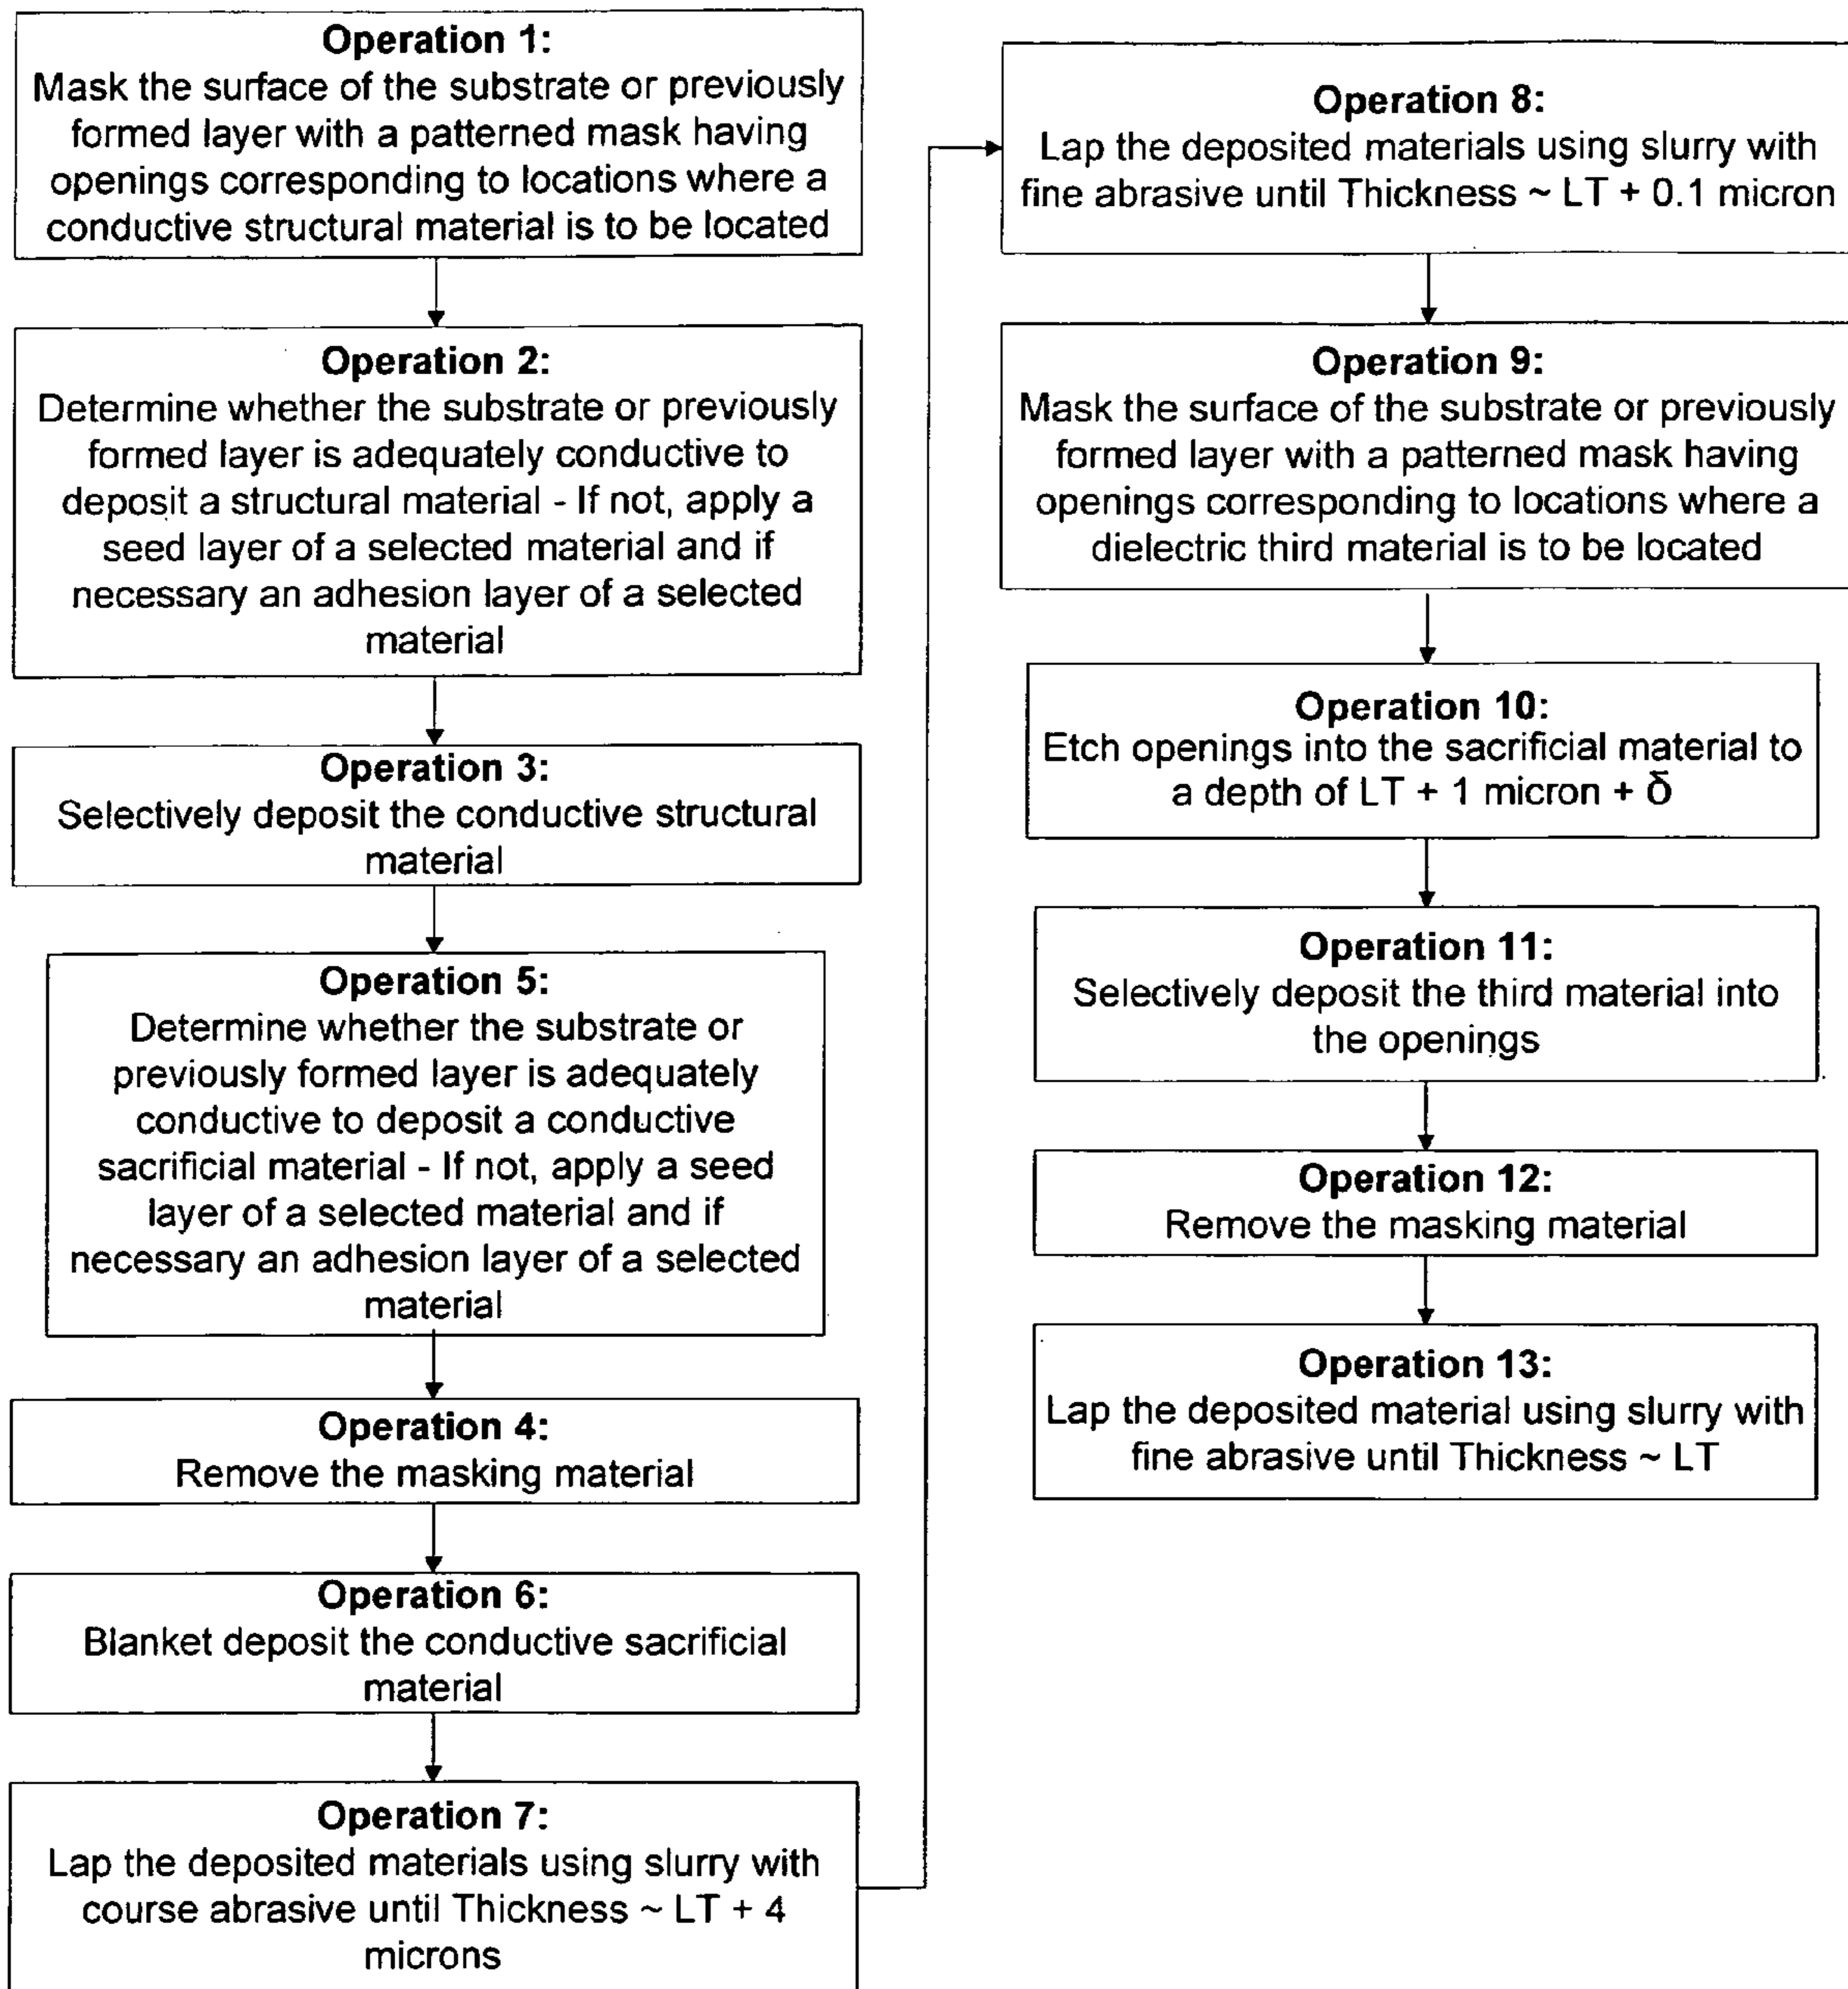 Operation 1:
Mask the surface of the substrate or previously
formed layer with a patterned mask having
openings corresponding to locations where a
conductive structural material is to be located
Operation 2:
Determine whether the substrate or previously
formed layer is adequately conductive to
deposit a structural material - If not, apply a
seed layer of a selected material and if
necessary an adhesion layer of a selected
material
Operation 3:
Selectively deposit the conductive structural
material
Operation 5:
Determine whether the substrate or
previously formed layer is adequately
conductive to deposit a conductive
sacrificial material - If not, apply a seed
layer of a selected material and if
necessary an adhesion layer of a selected
material
Operation 4:
Remove the masking material
Operation 6:
Blanket deposit the conductive sacrificial
material
Operation 7:
Lap the deposited materials using slurry with
course abrasive until Thickness ~ LT + 4
microns
Operation 8:
Lap the deposited materials using slurry with
fine abrasive until Thickness ~ LT + 0.1 micron
Operation 9:
Mask the surface of the substrate or previously
formed layer with a patterned mask having
openings corresponding to locations where a
dielectric third material is to be located
Operation 10:
Etch openings into the sacrificial material to
a depth of LT + 1 micron + δ
Operation 11:
Selectively deposit the third material into
the openings
Operation 12:
Remove the masking material
Operation 13:
Lap the deposited material using slurry with
fine abrasive until Thickness ~ LT